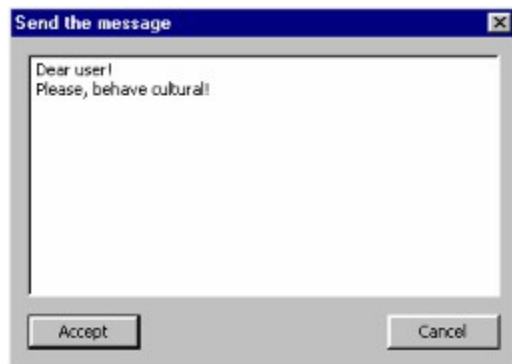 Send the message
Dear user!
Please, behave cultural!
Accept
Cancel